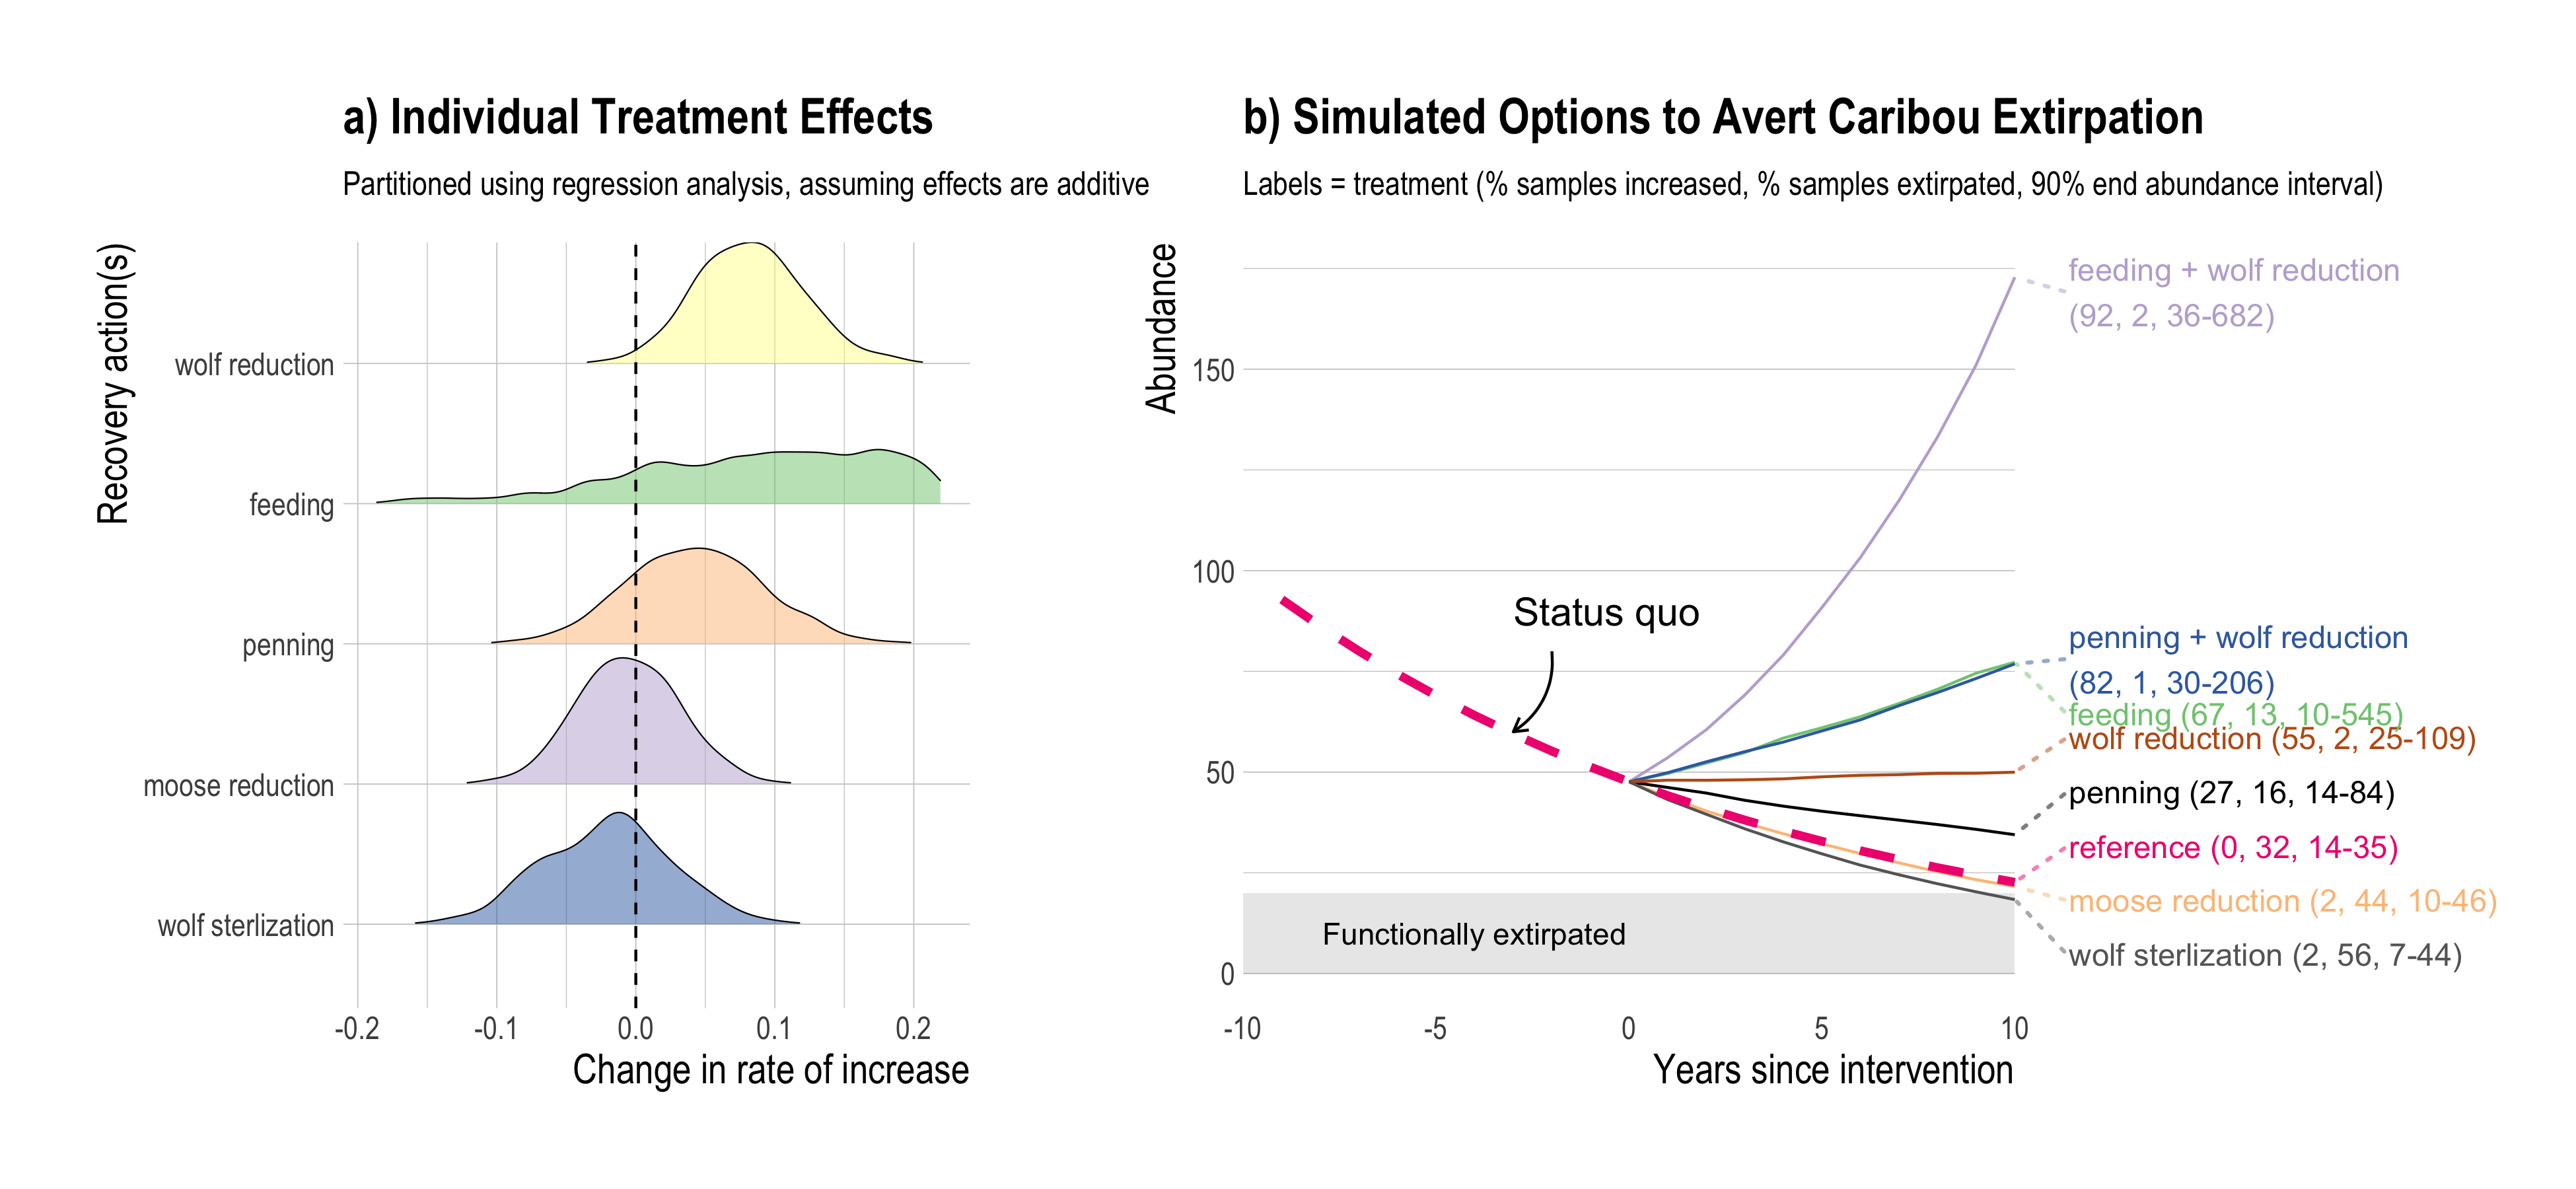 a) Individual Treatment Effects
Partitioned using regression analysis, assuming effects are additive
Recovery action(s)
wolf reduction
feeding
penning
moose reduction
wolf sterlization
-0.2
-0.1
0.0
0.1
0.2
Change in rate of increase
b) Simulated Options to Avert Caribou Extirpation
Labels = treatment (% samples increased, % samples extirpated, 90% end abundance interval)
Abundance
150
100
50
0
Status quo
Functionally extirpated
feeding + wolf reduction
(92, 2, 36-682)
penning + wolf reduction
(82, 1, 30-206)
feeding (67, 13, 10-545)
wolf reduction (55, 2, 25-109)
penning (27, 16, 14-84)
reference (0, 32, 14-35)
moose reduction (2, 44, 10-46)
wolf sterlization (2, 56, 7-44)
-10
-5
0
5
10
Years since intervention